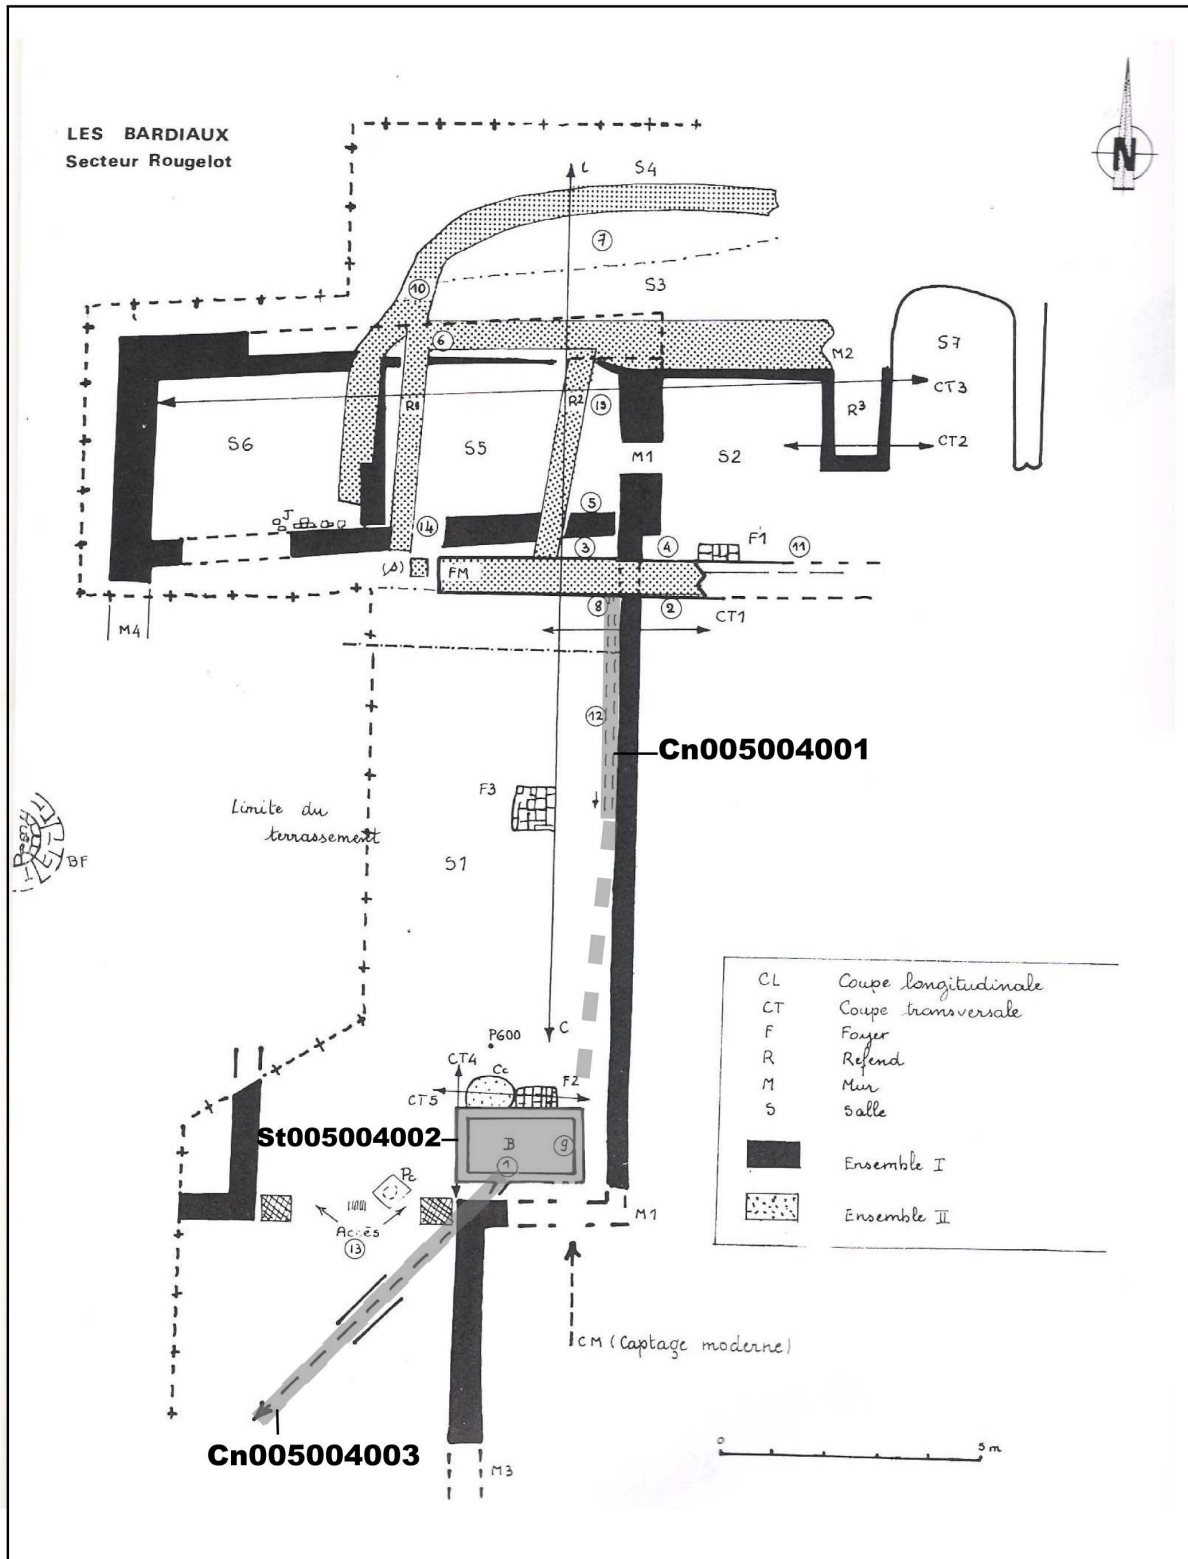 LES BARDIAUX
Secteur Rougelot
N
L
S4
7
S3
10
6
M2
S7
CT3
R1
R2
13
R3
S6
S5
M1
S2
CT2
J
14
5
3
4
F1
11
(s)
FM
8
2
CT1
M4
12
Cn005004001
F3
Limite du
terrassement
BF
S1
C
P600
CT4
Cc
F2
CT5
St005004002
B
9
1
Pc
M1
Accès
13
CM (Captage moderne)
Cn005004003
M3
CL Coupe longitudinale
CT Coupe transversale
F Foyer
R Refend
M Mur
S Salle
Ensemble I
Ensemble II
0 5 m